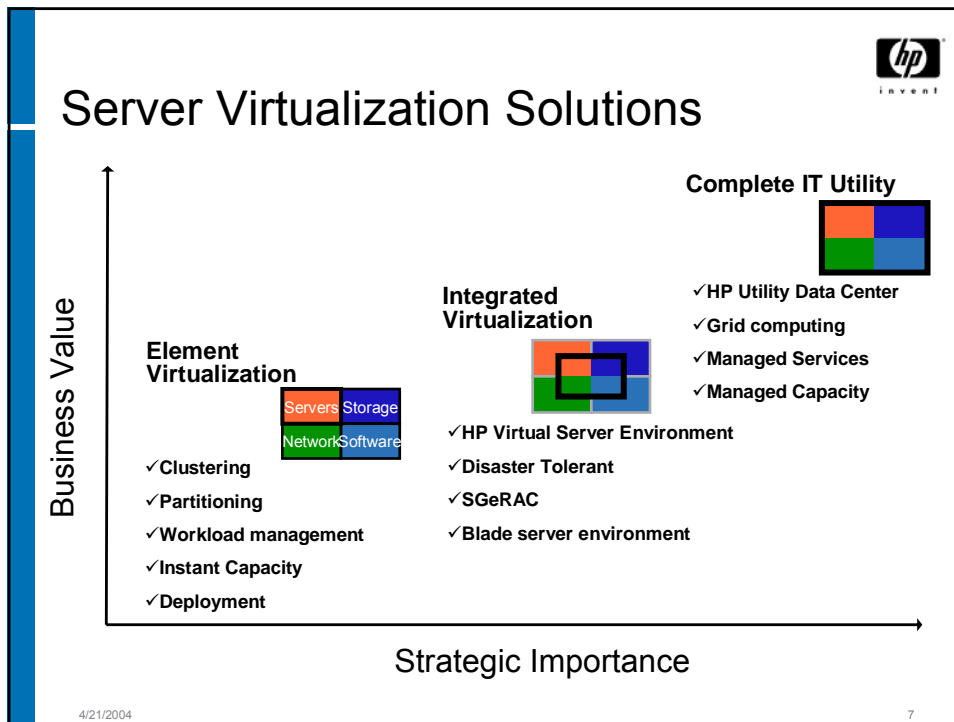 hp
invent
Server Virtualization Solutions
Business Value
Element
Virtualization
Servers Storage
Network Software
✓Clustering
✓Partitioning
✓Workload management
✓Instant Capacity
✓Deployment
Integrated
Virtualization
✓HP Virtual Server Environment
✓Disaster Tolerant
✓SGeRAC
✓Blade server environment
Complete IT Utility
✓HP Utility Data Center
✓Grid computing
✓Managed Services
✓Managed Capacity
Strategic Importance
4/21/2004
7